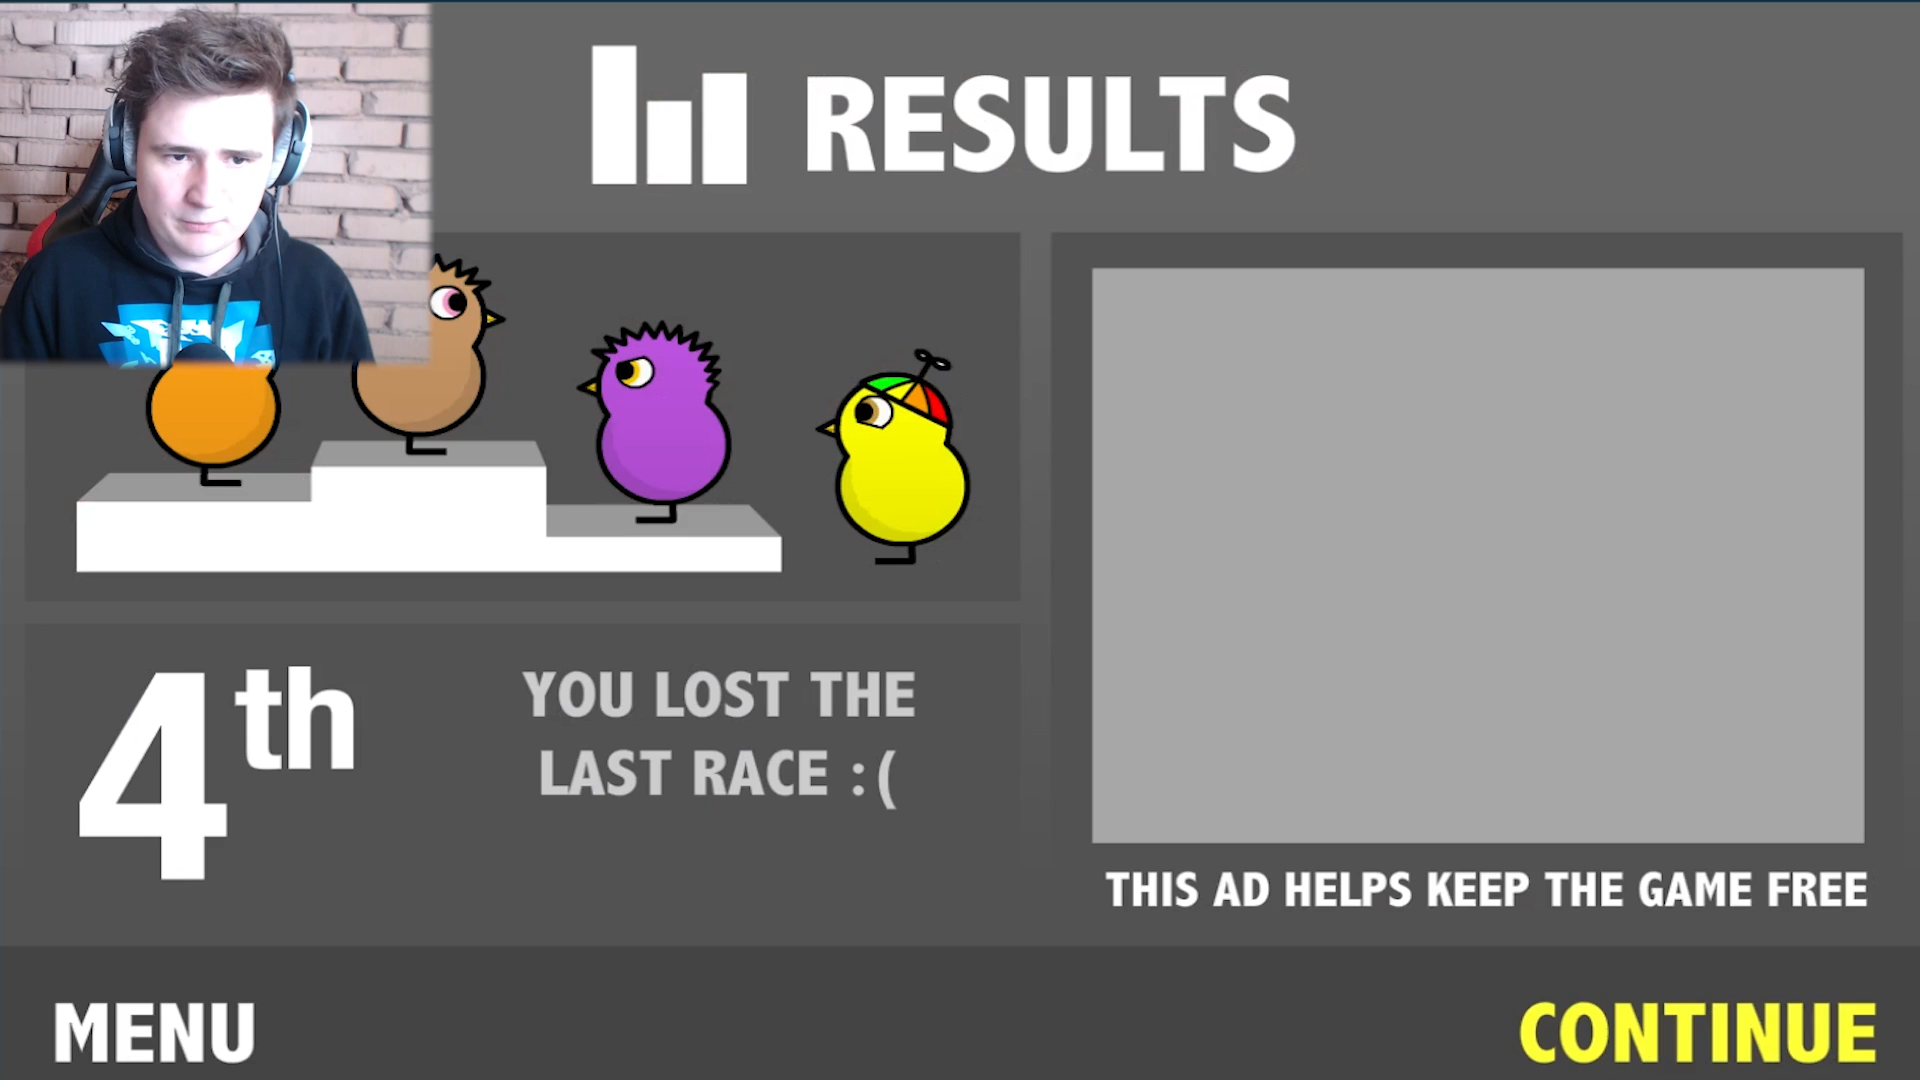 RESULTS
4th
YOU LOST THE
LAST RACE :(
THIS AD HELPS KEEP THE GAME FREE
MENU
CONTINUE